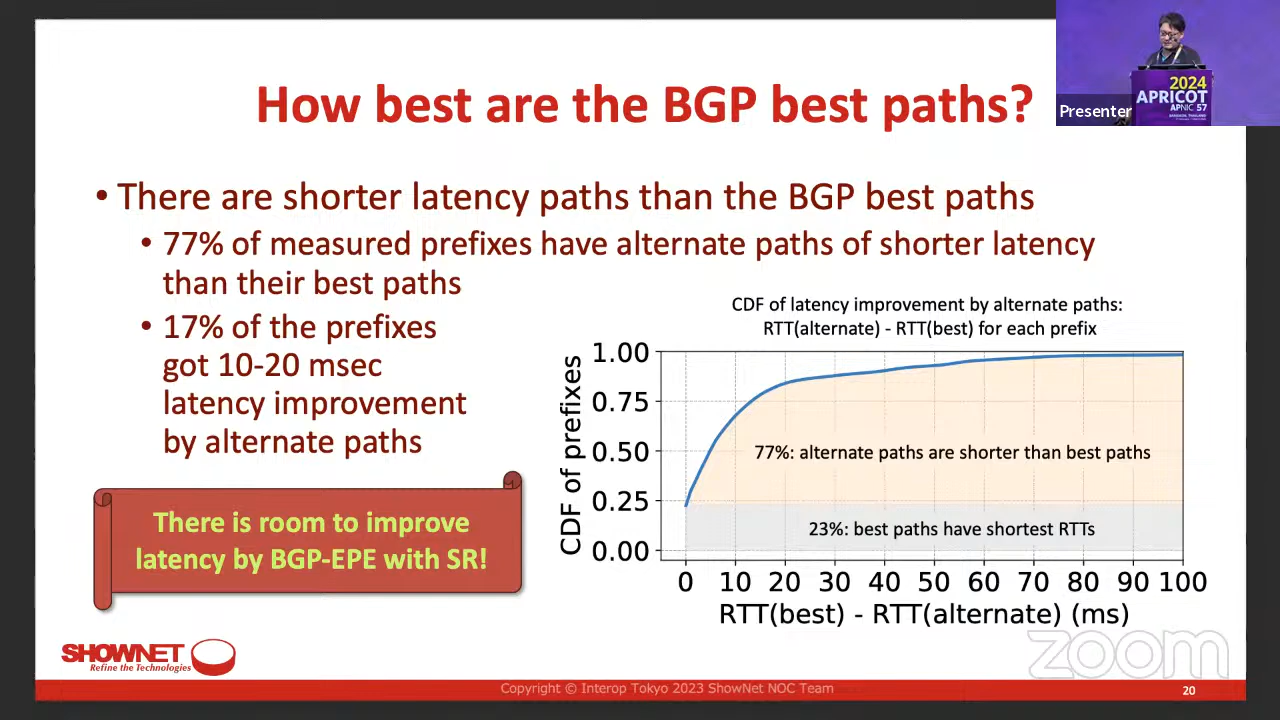 How best are the BGP best paths?
2024
APRICOT
APNIC 57
Presenter
• There are shorter latency paths than the BGP best paths
• 77% of measured prefixes have alternate paths of shorter latency
than their best paths
• 17% of the prefixes
got 10-20 msec
latency improvement
by alternate paths
There is room to improve
latency by BGP-EPE with SR!
CDF of latency improvement by alternate paths:
RTT(alternate) - RTT(best) for each prefix
CDF of prefixes
1.00
0.75
0.50
0.25
0.00
77%: alternate paths are shorter than best paths
23%: best paths have shortest RTTs
0 10 20 30 40 50 60 70 80 90 100
RTT(best) - RTT(alternate) (ms)
zoom
SHOWNET
Refine the Technologies
Copyright © Interop Tokyo 2023 ShowNet NOC Team
20